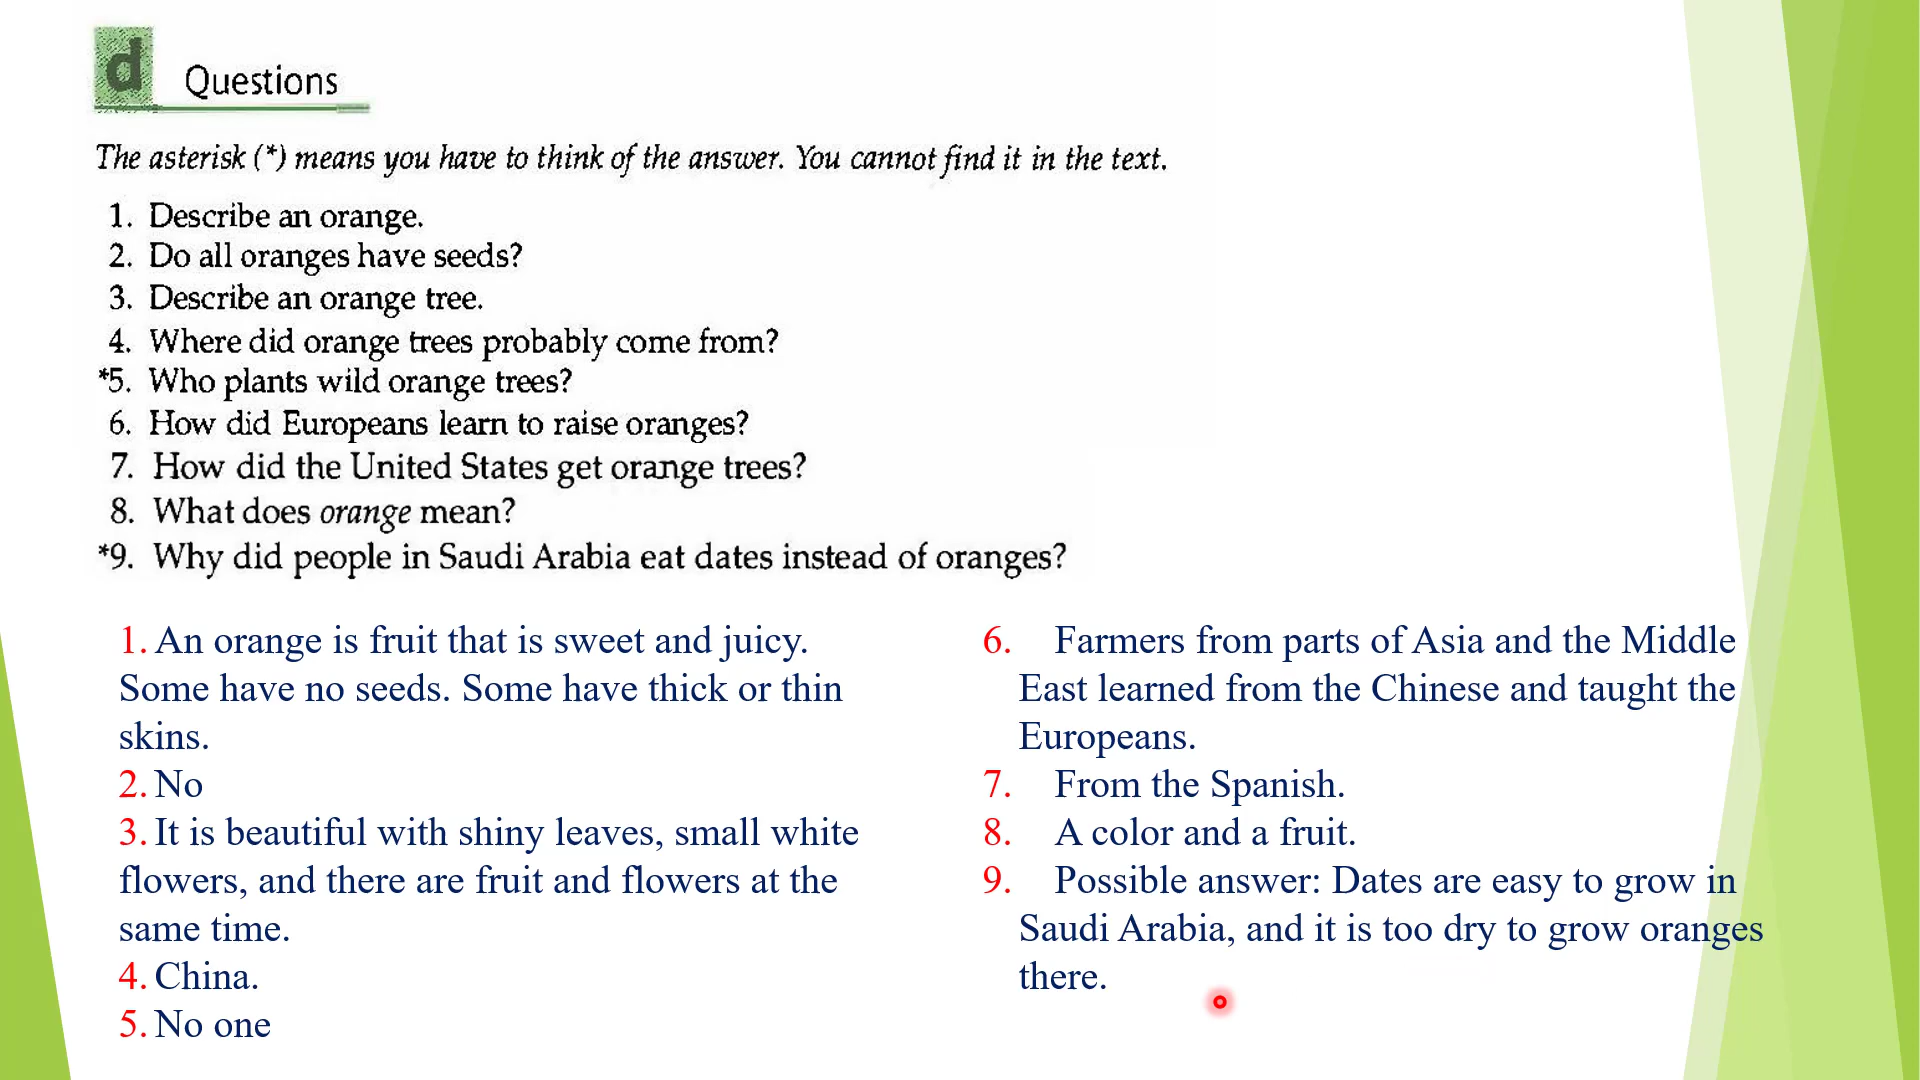 d Questions
The asterisk (*) means you have to think of the answer. You cannot find it in the text.
1. Describe an orange.
2. Do all oranges have seeds?
3. Describe an orange tree.
4. Where did orange trees probably come from?
*5. Who plants wild orange trees?
6. How did Europeans learn to raise oranges?
7. How did the United States get orange trees?
8. What does orange mean?
*9. Why did people in Saudi Arabia eat dates instead of oranges?
1. An orange is fruit that is sweet and juicy.
Some have no seeds. Some have thick or thin
skins.
2. No
3. It is beautiful with shiny leaves, small white
flowers, and there are fruit and flowers at the
same time.
4. China.
5. No one
6. Farmers from parts of Asia and the Middle
East learned from the Chinese and taught the
Europeans.
7. From the Spanish.
8. A color and a fruit.
9. Possible answer: Dates are easy to grow in
Saudi Arabia, and it is too dry to grow oranges
there.